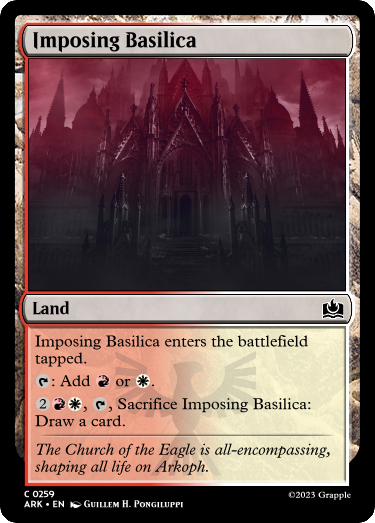 Imposing Basilica
Land
Imposing Basilica enters the battlefield
tapped.
: Add or .
2 , , Sacrifice Imposing Basilica:
Draw a card.
The Church of the Eagle is all-encompassing,
shaping all life on Arkoph.
C 0259
ARK • EN Guillem H. Pongiluppi
©2023 Grapple